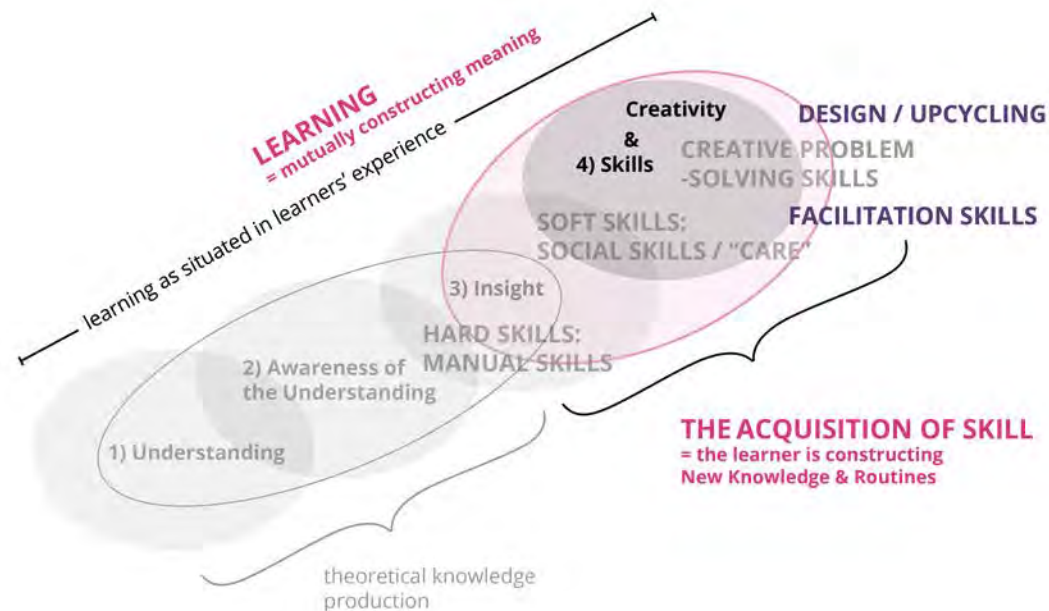 LEARNING
= mutually constructing meaning
learning as situated in learners' experience
Creativity
&
4) Skills
DESIGN / UPCYCLING
CREATIVE PROBLEM
-SOLVING SKILLS
FACILITATION SKILLS
SOFT SKILLS:
SOCIAL SKILLS / "CARE"
3) Insight
HARD SKILLS:
MANUAL SKILLS
2) Awareness of
the Understanding
1) Understanding
THE ACQUISITION OF SKILL
= the learner is constructing
New Knowledge & Routines
theoretical knowledge
production